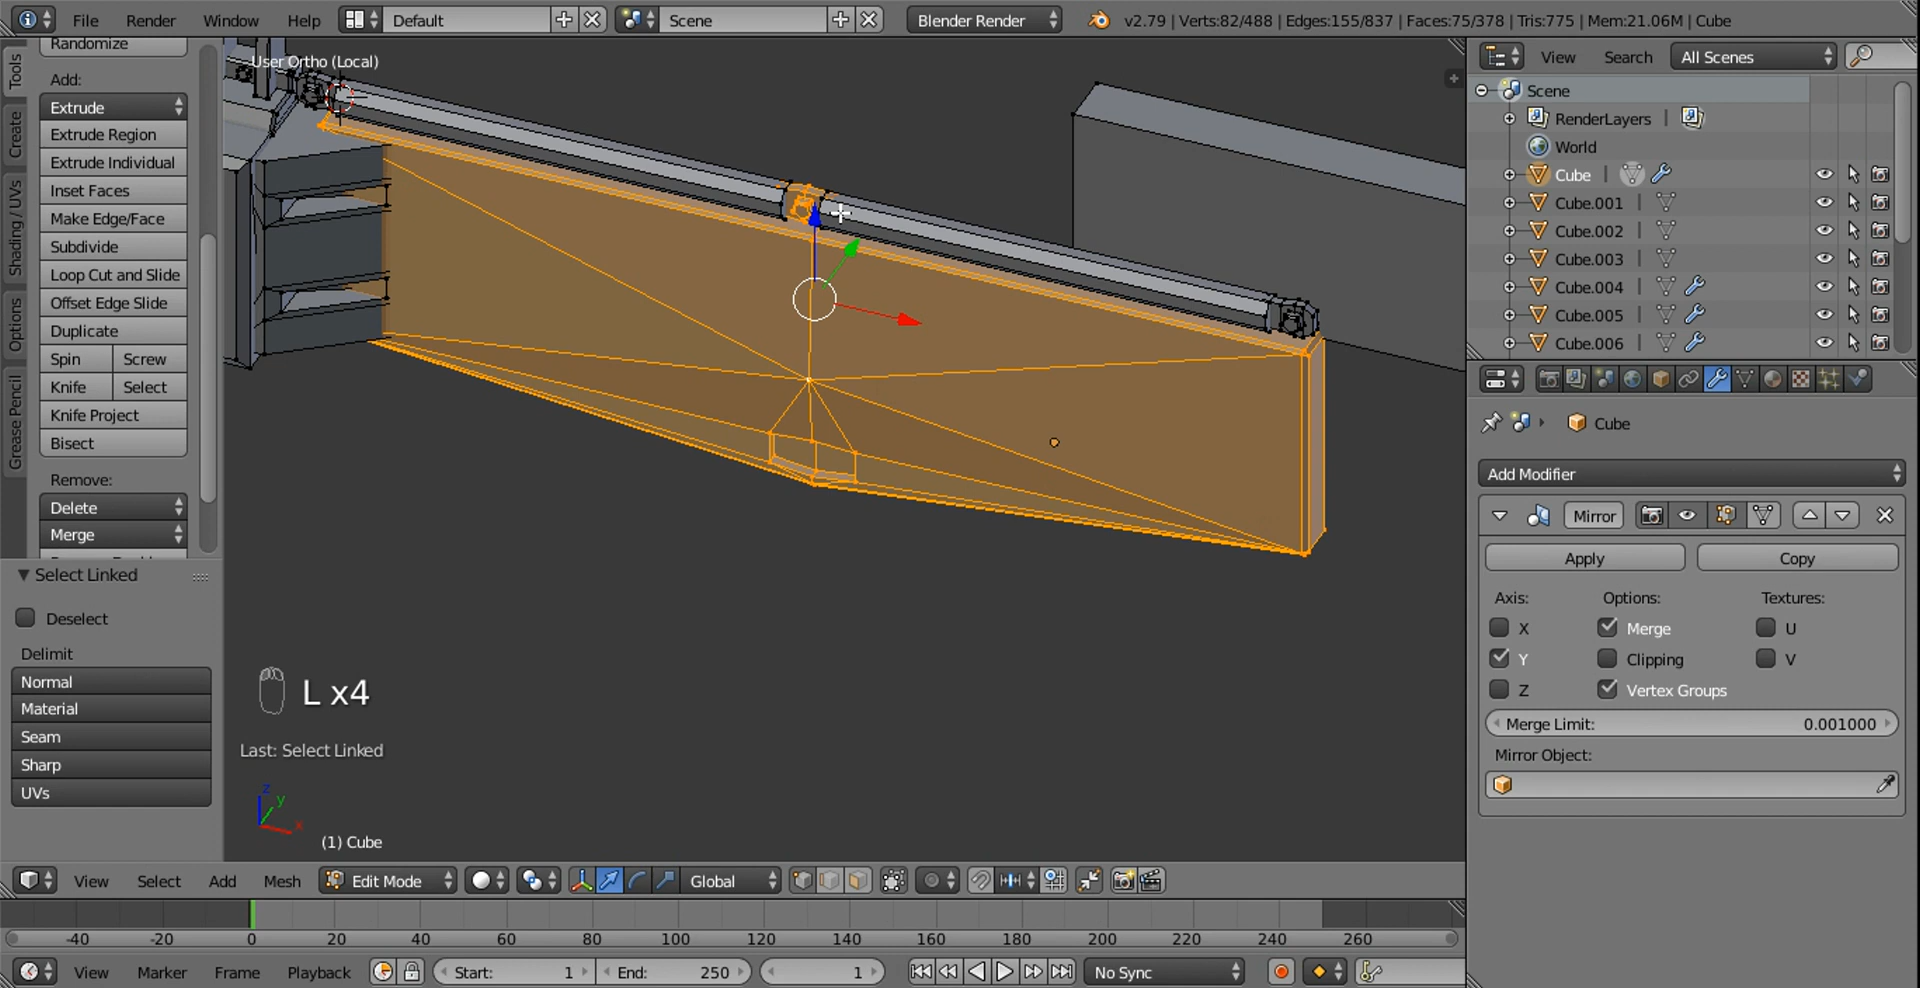 File Render Window Help Default Scene Blender Render v2.79 | Verts:82/488 | Edges:155/837 | Faces:75/378 | Tris:775 | Mem:21.06M | Cube
Tools
Create
Shading / UVs
Options
Grease Pencil
Randomize
Add:
Extrude
Extrude Region
Extrude Individual
Inset Faces
Make Edge/Face
Subdivide
Loop Cut and Slide
Offset Edge Slide
Duplicate
Spin Screw
Knife Select
Knife Project
Bisect
Remove:
Delete
Merge
Select Linked
Deselect
Delimit
Normal
Material
Seam
Sharp
UVs
User Ortho (Local)
L x4
Last: Select Linked
z
y
x
(1) Cube
View Select Add Mesh Edit Mode Global
-40 -20 0 20 40 60 80 100 120 140 160 180 200 220 240 260
View Marker Frame Playback Start: 1 End: 250 1 No Sync
View Search All Scenes
Scene
RenderLayers |
World
Cube |
Cube.001 |
Cube.002 |
Cube.003 |
Cube.004 |
Cube.005 |
Cube.006 |
Cube
Add Modifier
Mirror
Apply Copy
Axis: Options: Textures:
X Merge U
Y Clipping V
Z Vertex Groups
Merge Limit: 0.001000
Mirror Object: